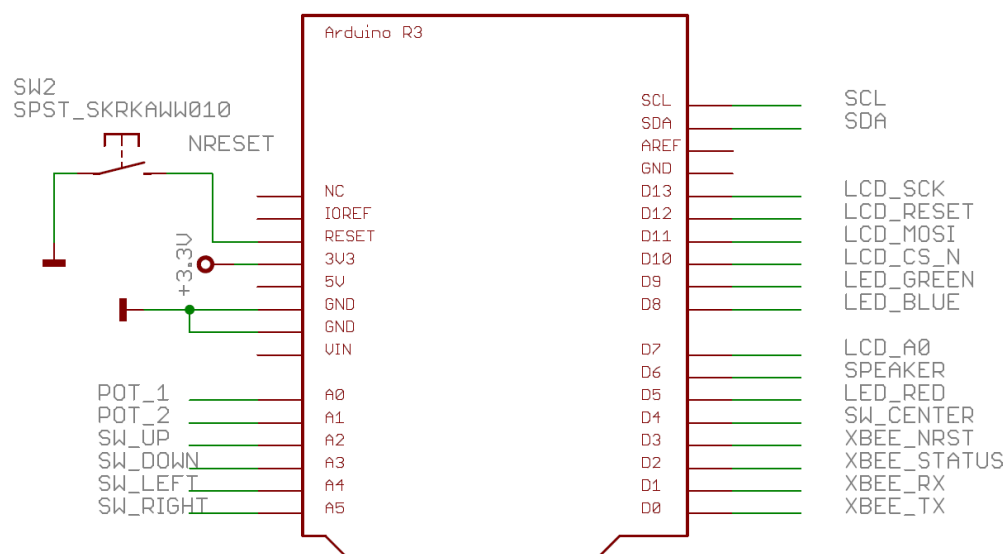 Arduino R3
SW2
SPST_SKRKAWW010
NRESET
+3.3V
NC
IOREF
RESET
3V3
5V
GND
GND
VIN
A0
A1
A2
A3
A4
A5
POT_1
POT_2
SW_UP
SW_DOWN
SW_LEFT
SW_RIGHT
SCL SCL
SDA SDA
AREF
GND
D13 LCD_SCK
D12 LCD_RESET
D11 LCD_MOSI
D10 LCD_CS_N
D9 LED_GREEN
D8 LED_BLUE
D7 LCD_A0
D6 SPEAKER
D5 LED_RED
D4 SW_CENTER
D3 XBEE_NRST
D2 XBEE_STATUS
D1 XBEE_RX
D0 XBEE_TX